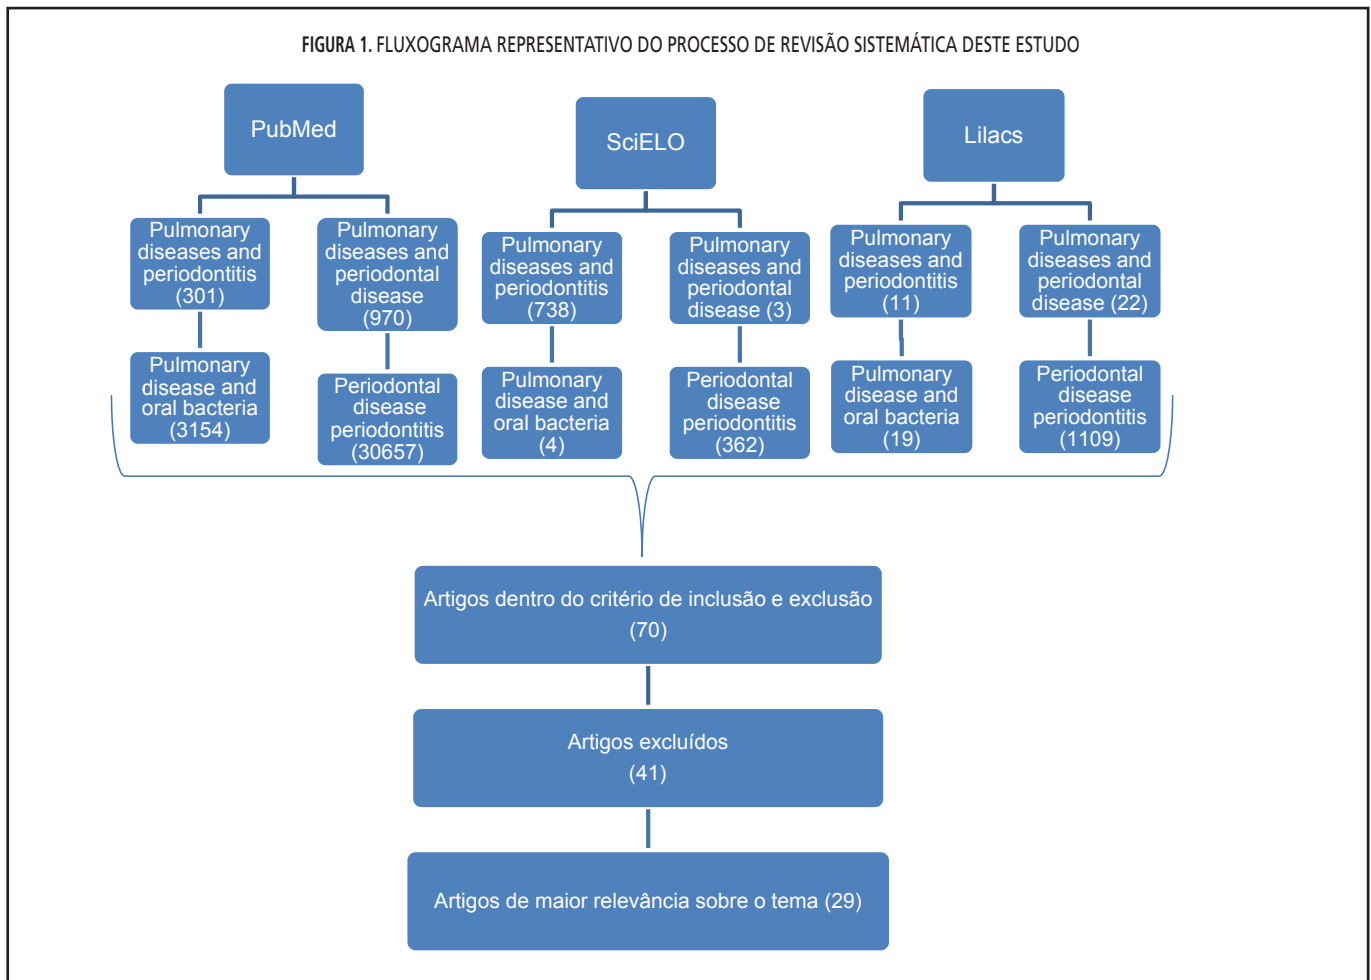 FIGURA 1. FLUXOGRAMA REPRESENTATIVO DO PROCESSO DE REVISÃO SISTEMÁTICA DESTE ESTUDO
PubMed
SciELO
Lilacs
Pulmonary
diseases and
periodontitis
(301)
Pulmonary
diseases and
periodontal
disease
(970)
Pulmonary
diseases and
periodontitis
(738)
Pulmonary
diseases and
periodontal
disease (3)
Pulmonary
diseases and
periodontitis
(11)
Pulmonary
diseases and
periodontal
disease (22)
Pulmonary
disease and
oral bacteria
(3154)
Periodontal
disease
periodontitis
(30657)
Pulmonary
disease and
oral bacteria
(4)
Periodontal
disease
periodontitis
(362)
Pulmonary
disease and
oral bacteria
(19)
Periodontal
disease
periodontitis
(1109)
Artigos dentro do critério de inclusão e exclusão
(70)
Artigos excluídos
(41)
Artigos de maior relevância sobre o tema (29)